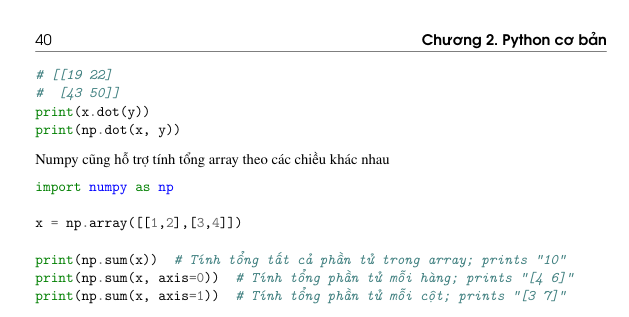 40
Chương 2. Python cơ bản
# [[19 22]
#  [43 50]]
print(x.dot(y))
print(np.dot(x, y))
Numpy cũng hỗ trợ tính tổng array theo các chiều khác nhau
import numpy as np
x = np.array([[1,2],[3,4]])
print(np.sum(x))  # Tính tổng tất cả phần tử trong array; prints "10"
print(np.sum(x, axis=0))  # Tính tổng phần tử mỗi hàng; prints "[4 6]"
print(np.sum(x, axis=1))  # Tính tổng phần tử mỗi cột; prints "[3 7]"